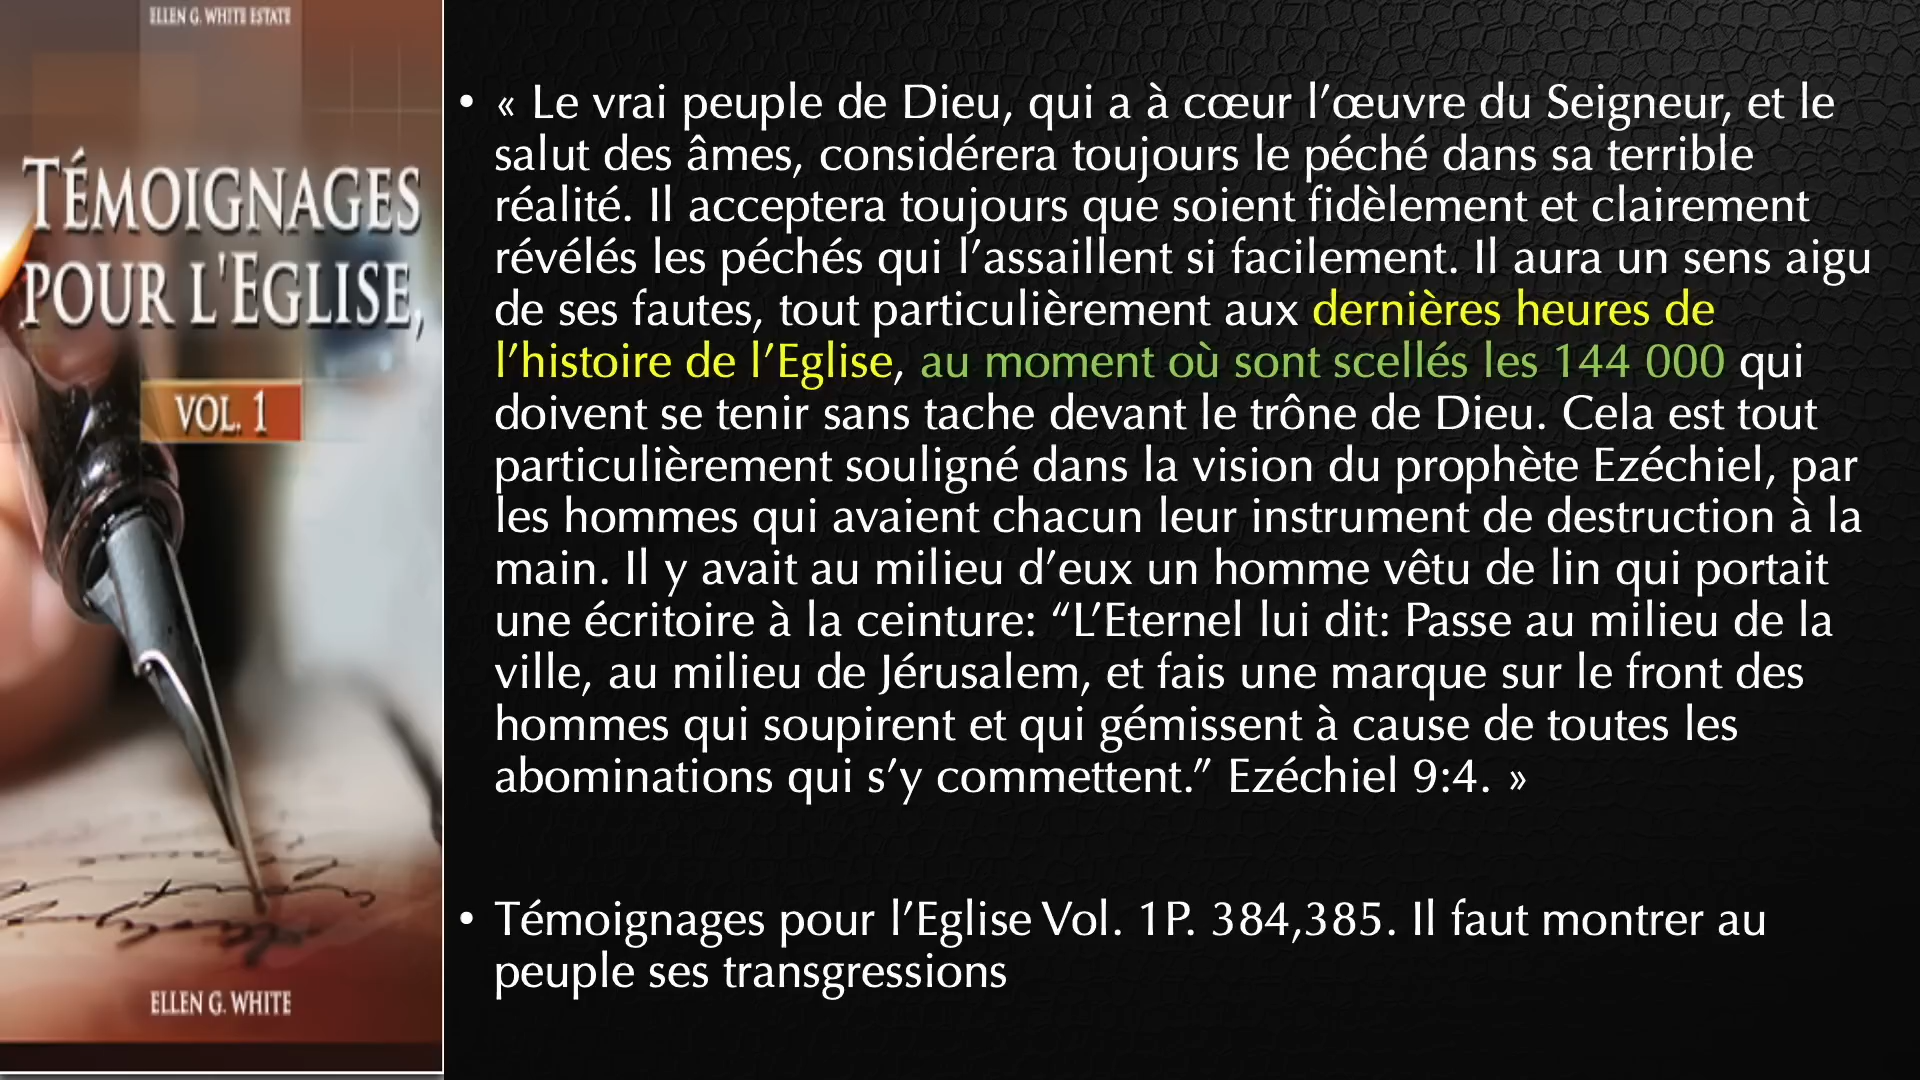 ELLEN G. WHITE ESTATE
TÉMOIGNAGES
POUR L'EGLISE,
VOL. 1
ELLEN G. WHITE
• « Le vrai peuple de Dieu, qui a à cœur l’œuvre du Seigneur, et le
salut des âmes, considérera toujours le péché dans sa terrible
réalité. Il acceptera toujours que soient fidèlement et clairement
révélés les péchés qui l’assaillent si facilement. Il aura un sens aigu
de ses fautes, tout particulièrement aux dernières heures de
l’histoire de l’Eglise, au moment où sont scellés les 144 000 qui
doivent se tenir sans tache devant le trône de Dieu. Cela est tout
particulièrement souligné dans la vision du prophète Ezéchiel, par
les hommes qui avaient chacun leur instrument de destruction à la
main. Il y avait au milieu d’eux un homme vêtu de lin qui portait
une écritoire à la ceinture: “L’Eternel lui dit: Passe au milieu de la
ville, au milieu de Jérusalem, et fais une marque sur le front des
hommes qui soupirent et qui gémissent à cause de toutes les
abominations qui s’y commettent.” Ezéchiel 9:4. »
• Témoignages pour l’Eglise Vol. 1P. 384,385. Il faut montrer au
peuple ses transgressions